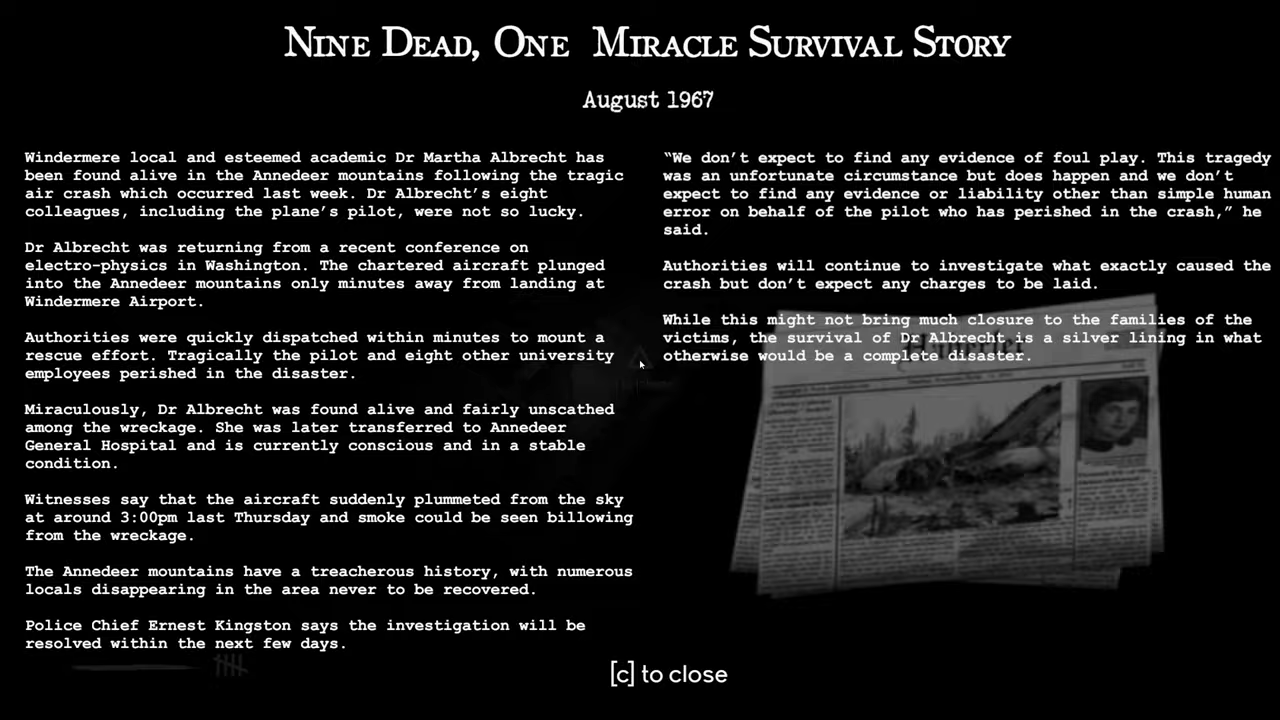 Nine Dead, One Miracle Survival Story
August 1967
Windermere local and esteemed academic Dr Martha Albrecht has
been found alive in the Annedeer mountains following the tragic
air crash which occurred last week. Dr Albrecht’s eight
colleagues, including the plane’s pilot, were not so lucky.
Dr Albrecht was returning from a recent conference on
electro-physics in Washington. The chartered aircraft plunged
into the Annedeer mountains only minutes away from landing at
Windermere Airport.
Authorities were quickly dispatched within minutes to mount a
rescue effort. Tragically the pilot and eight other university
employees perished in the disaster.
Miraculously, Dr Albrecht was found alive and fairly unscathed
among the wreckage. She was later transferred to Annedeer
General Hospital and is currently conscious and in a stable
condition.
Witnesses say that the aircraft suddenly plummeted from the sky
at around 3:00pm last Thursday and smoke could be seen billowing
from the wreckage.
The Annedeer mountains have a treacherous history, with numerous
locals disappearing in the area never to be recovered.
Police Chief Ernest Kingston says the investigation will be
resolved within the next few days.
“We don’t expect to find any evidence of foul play. This tragedy
was an unfortunate circumstance but does happen and we don’t
expect to find any evidence or liability other than simple human
error on behalf of the pilot who has perished in the crash,” he
said.
Authorities will continue to investigate what exactly caused the
crash but don’t expect any charges to be laid.
While this might not bring much closure to the families of the
victims, the survival of Dr Albrecht is a silver lining in what
otherwise would be a complete disaster.
[c] to close